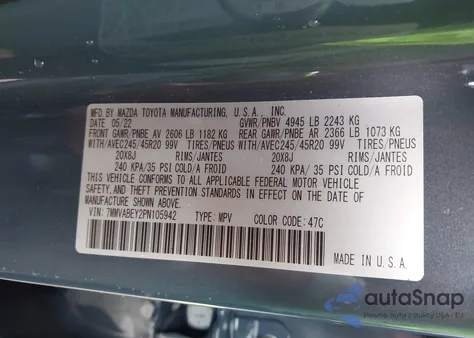 MFD. BY MAZDA TOYOTA MANUFACTURING, U.S.A., INC.
DATE 05/22 GVWR/PNBV 4945 LB 2243 KG
FRONT GAWR/PNBE AV 2606 LB 1182 KG REAR GAWR/PNBE AR 2366 LB 1073 KG
WITH/AVEC245/45R20 99V TIRES/PNEUS WITH/AVEC245/45R20 99V TIRES/PNEUS
20X8J RIMS/JANTES 20X8J RIMS/JANTES
240 KPA/ 35 PSI COLD/A FROID 240 KPA/ 35 PSI COLD/A FROID
THIS VEHICLE CONFORMS TO ALL APPLICABLE FEDERAL MOTOR VEHICLE
SAFETY, AND THEFT PREVENTION STANDARDS IN EFFECT ON THE DATE OF
MANUFACTURE SHOWN ABOVE.
VIN: 7MMVABEY2PN105942 TYPE: MPV COLOR CODE: 47C
MADE IN U.S.A.
autoSnap